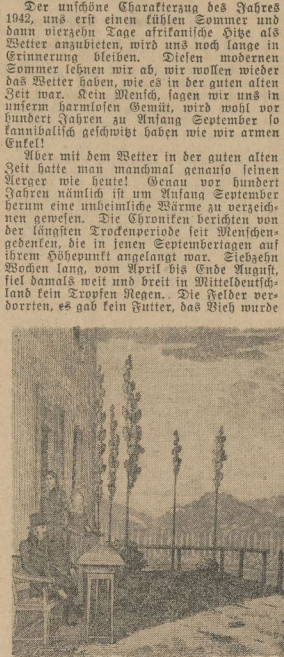 Der unschöne Charakterzug des Jahres
1942, uns erst einen kühlen Sommer und
dann vierzehn Tage afrikanische Hitze als
Wetter anzubieten, wird uns noch lange in
Erinnerung bleiben. Diesen modernen
Sommer lehnen wir ab, wir wollen wieder
das Wetter haben, wie es in der guten alten
Zeit war. Kein Mensch, sagen wir uns in
unserm harmlosen Gemüt, wird wohl vor
hundert Jahren zu Anfang September so
kannibalisch geschwitzt haben wie wir armen
Enkel!
Aber mit dem Wetter in der guten alten
Zeit hatte man manchmal genauso seinen
Aerger wie heute! Genau vor hundert
Jahren nämlich ist um Anfang September
herum eine unheimliche Wärme zu verzeich-
nen gewesen. Die Chroniken berichten von
der längsten Trockenperiode seit Menschen-
gedenken, die in jenen Septembertagen auf
ihrem Höhepunkt angelangt war. Siebzehn
Wochen lang, vom April bis Ende August,
fiel damals weit und breit in Mitteldeutsch-
land kein Tropfen Regen. Die Felder ver-
dorrten, es gab kein Futter, das Vieh wurde